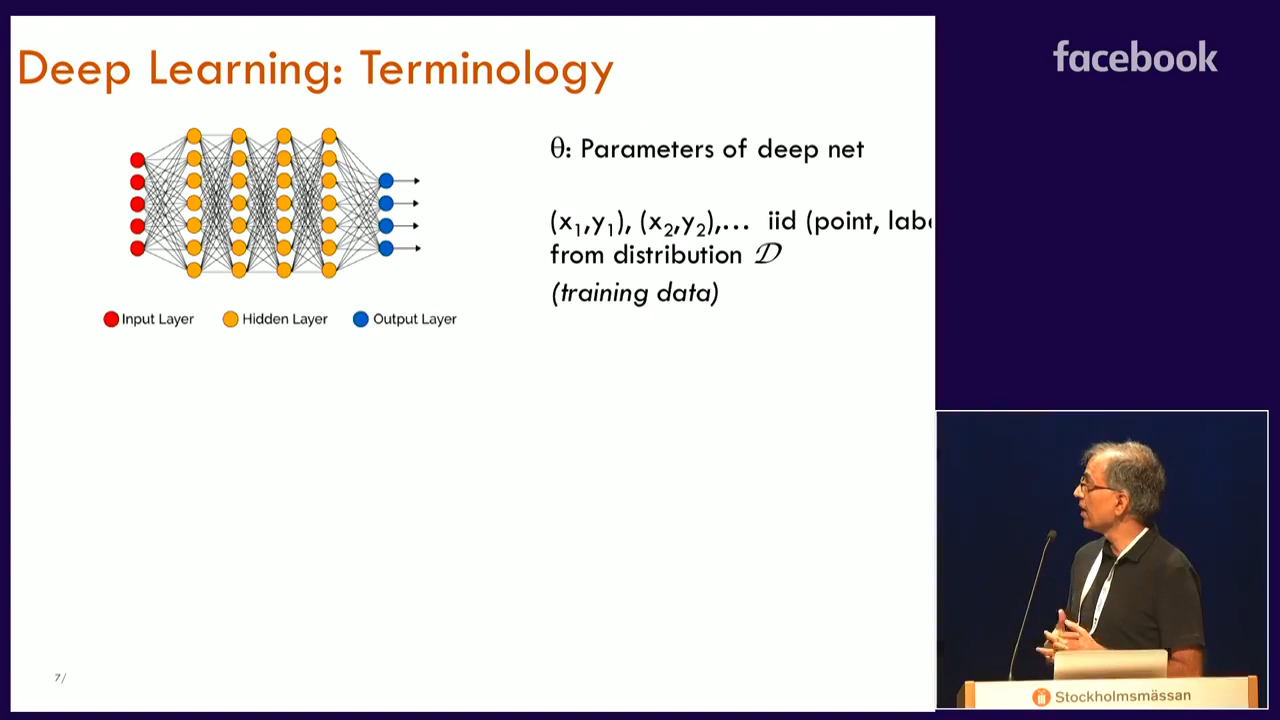 Deep Learning: Terminology
facebook
θ: Parameters of deep net
(x₁,y₁), (x₂,y₂),… iid (point,
from distribution 𝒟
(training data)
Input Layer Hidden Layer Output Layer
7/
Stockholmsmässan